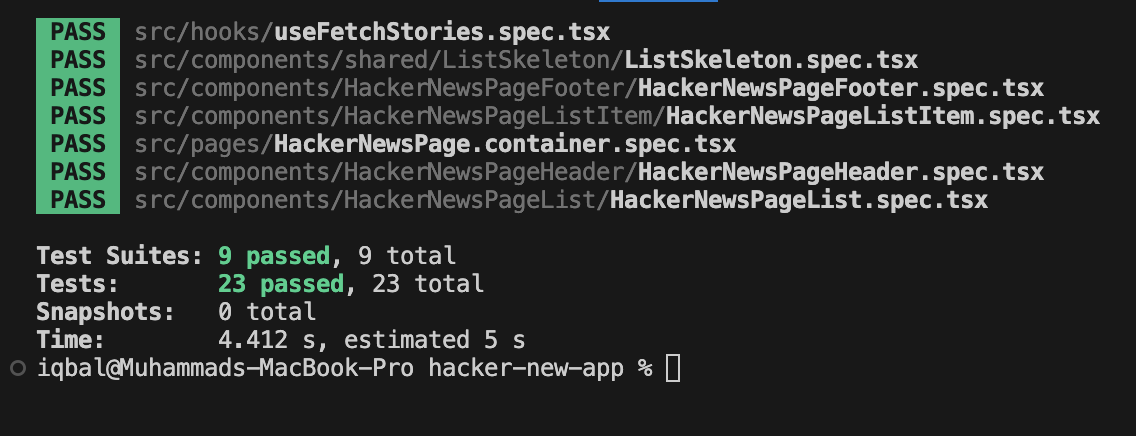 PASS src/hooks/useFetchStories.spec.tsx
PASS src/components/shared/ListSkeleton/ListSkeleton.spec.tsx
PASS src/components/HackerNewsPageFooter/HackerNewsPageFooter.spec.tsx
PASS src/components/HackerNewsPageListItem/HackerNewsPageListItem.spec.tsx
PASS src/pages/HackerNewsPage.container.spec.tsx
PASS src/components/HackerNewsPageHeader/HackerNewsPageHeader.spec.tsx
PASS src/components/HackerNewsPageList/HackerNewsPageList.spec.tsx
Test Suites: 9 passed, 9 total
Tests: 23 passed, 23 total
Snapshots: 0 total
Time: 4.412 s, estimated 5 s
iqbal@Muhammads-MacBook-Pro hacker-new-app %